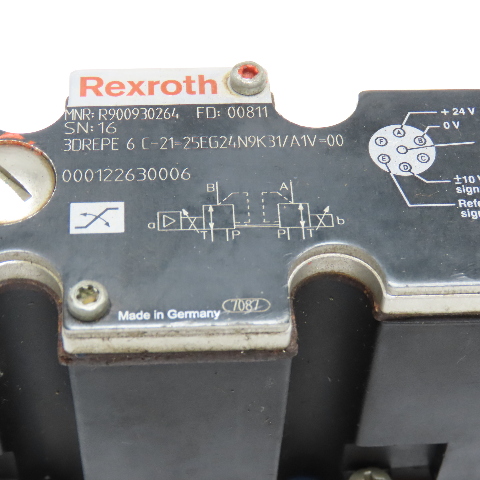 Rexroth
MNR: R900930264 FD: 00811
SN: 16
3DREPE 6 C-21=25EG24N9K31/A1V=00
000122630006
B A
a b
T P P T
Made in Germany 7087
+ 24 V
0 V
A
F B
E C
D
±10 V
sign
Refe
sign